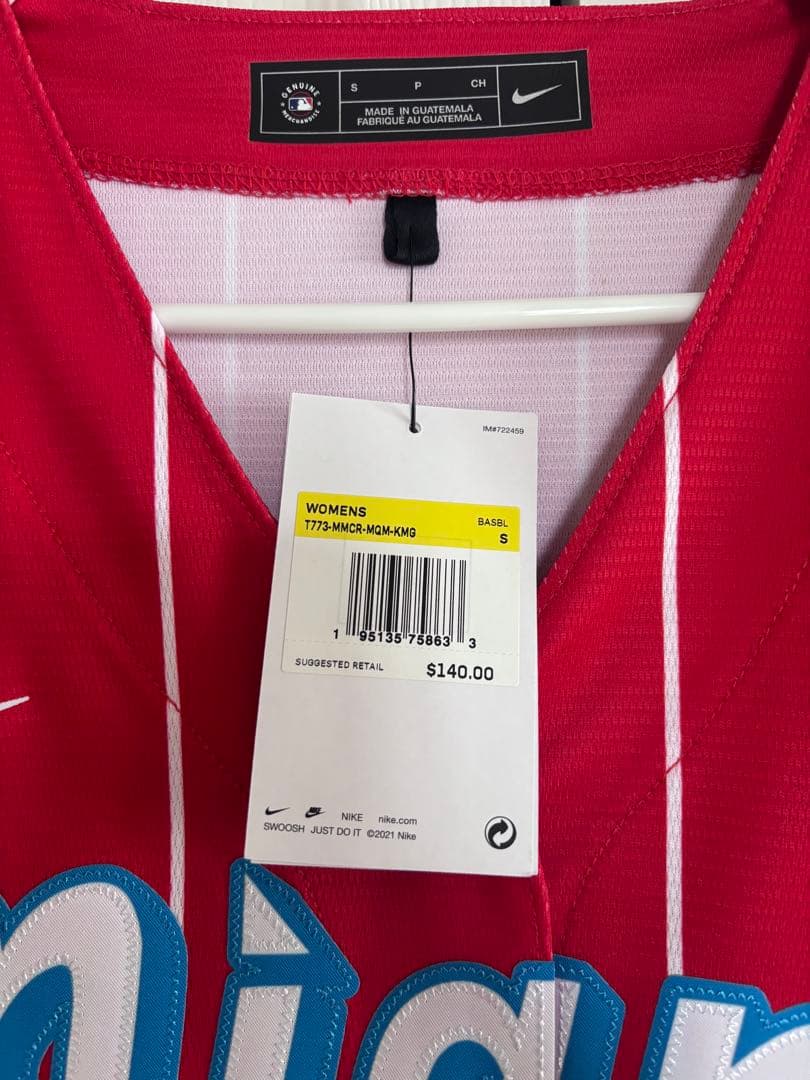 GENUINE
MERCHANDISE
S P CH
MADE IN GUATEMALA
FABRIQUÉ AU GUATEMALA
IM#722459
WOMENS
T773-MMCR-MQM-KMG
BASBL
S
1 95135 75863 3
SUGGESTED RETAIL $140.00
NIKE nike.com
SWOOSH JUST DO IT ©2021 Nike